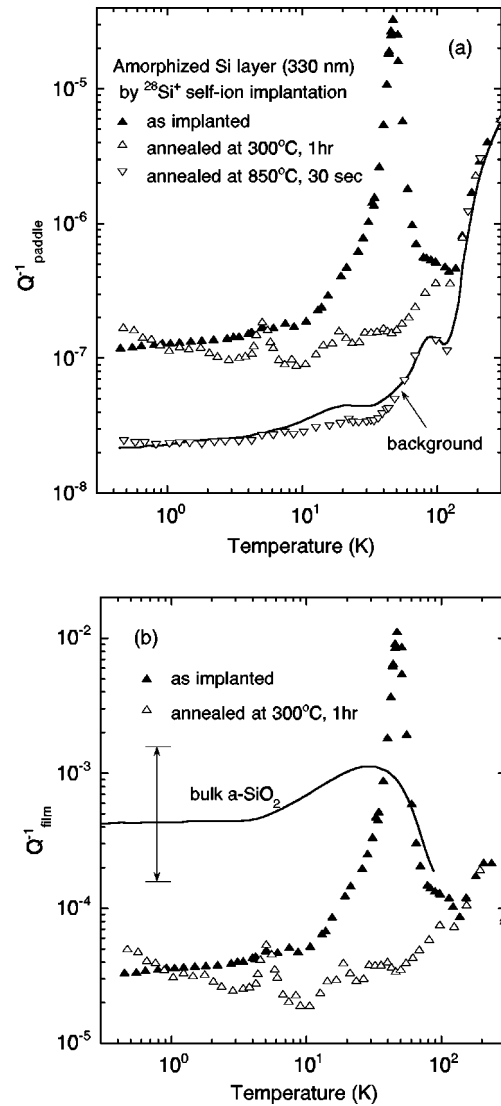 (a)
Amorphized Si layer (330 nm)
by ²⁸Si⁺ self-ion implantation
▲ as implanted
△ annealed at 300°C, 1hr
▽ annealed at 850°C, 30 sec
10⁻⁵
10⁻⁶
10⁻⁷
10⁻⁸
Q⁻¹paddle
background
10⁰
10¹
10²
Temperature (K)
(b)
▲ as implanted
△ annealed at 300°C, 1hr
bulk a-SiO₂
10⁻²
10⁻³
10⁻⁴
10⁻⁵
Q⁻¹film
10⁰
10¹
10²
Temperature (K)